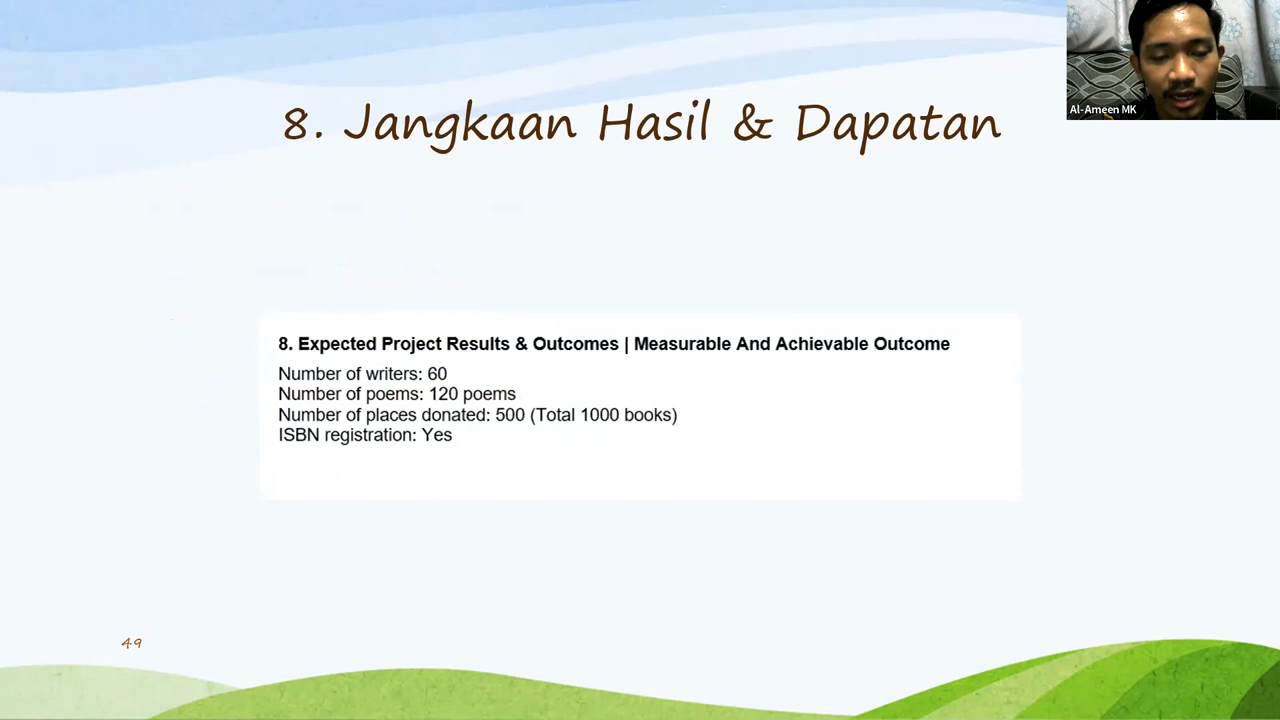 8. Jangkaan Hasil & Dapatan
Al-Ameen MK
8. Expected Project Results & Outcomes | Measurable And Achievable Outcome
Number of writers: 60
Number of poems: 120 poems
Number of places donated: 500 (Total 1000 books)
ISBN registration: Yes
49